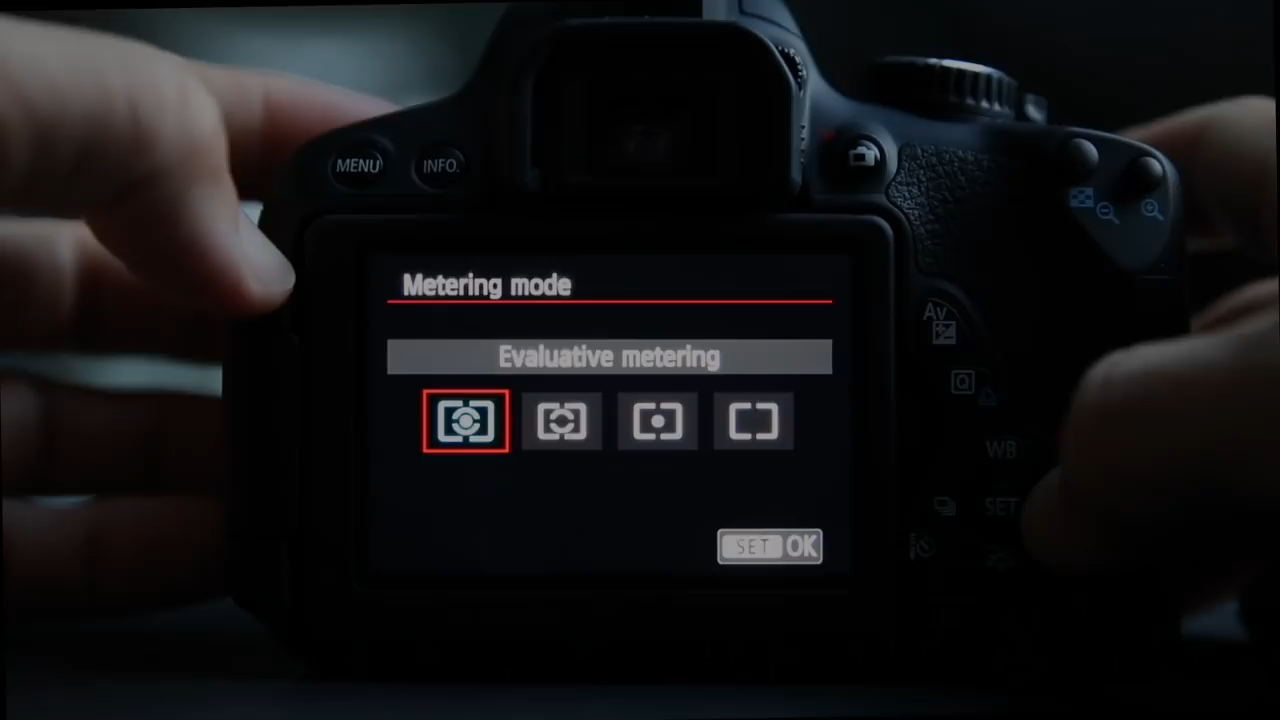 MENU
INFO.
Metering mode
Evaluative metering
SET OK
Av
Q
WB
SET